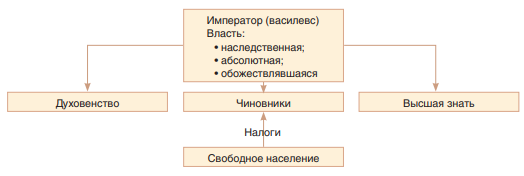 Император (василевс)
Власть:
• наследственная;
• абсолютная;
• обожествлявшаяся
Духовенство
Чиновники
Высшая знать
Налоги
Свободное население